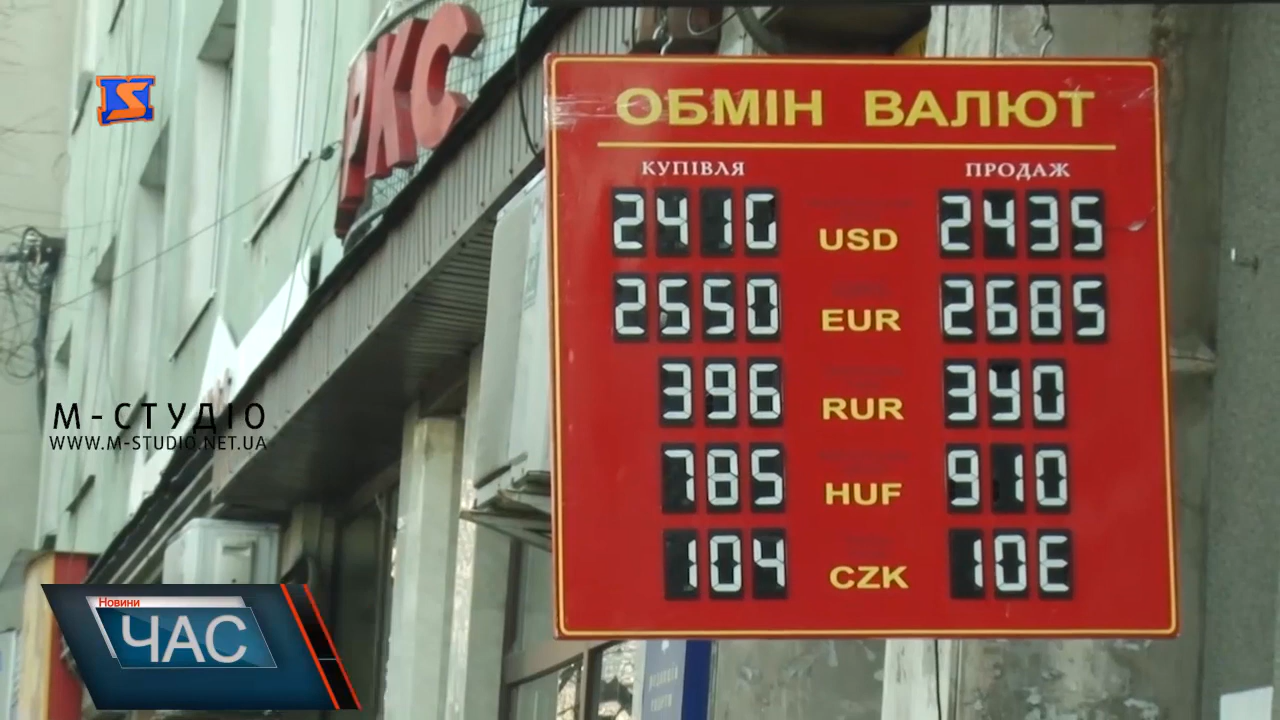 РКС
ОБМІН ВАЛЮТ
КУПІВЛЯ ПРОДАЖ
2410 USD 2435
2550 EUR 2685
396 RUR 340
785 HUF 910
104 CZK 10E
М-СТУДІО
WWW.M-STUDIO.NET.UA
Новини
ЧАС